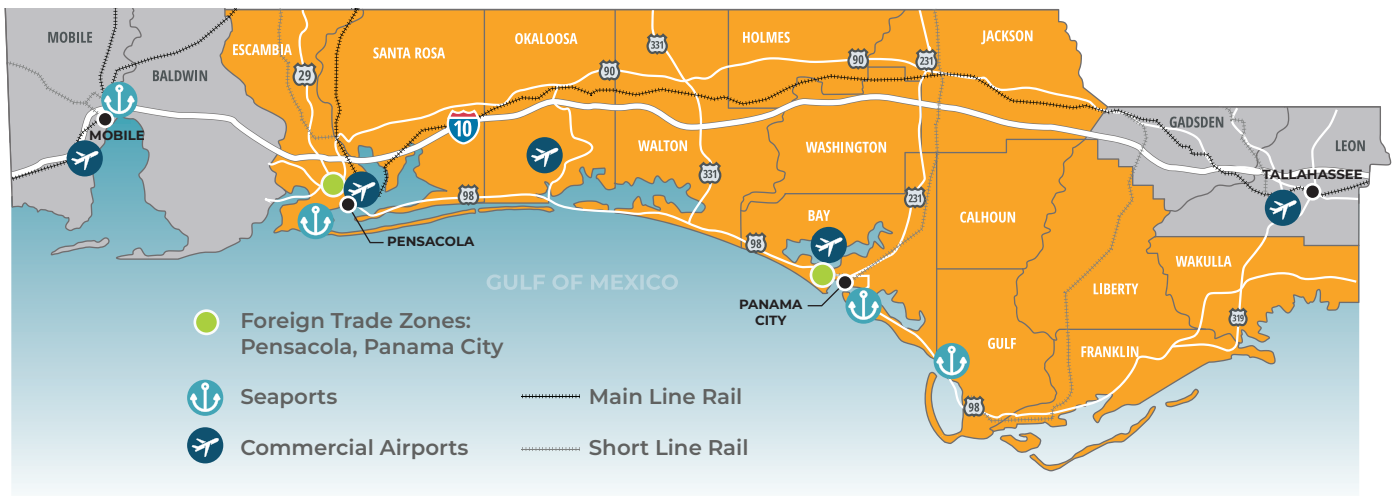 MOBILE
BALDWIN
ESCAMBIA
SANTA ROSA
OKALOOSA
HOLMES
JACKSON
331
90
90
231
29
10
MOBILE
WALTON
WASHINGTON
GADSDEN
LEON
TALLAHASSEE
331
98
231
BAY
CALHOUN
PENSACOLA
98
WAKULLA
GULF OF MEXICO
LIBERTY
PANAMA
CITY
319
GULF
FRANKLIN
98
Foreign Trade Zones:
Pensacola, Panama City
Seaports
Main Line Rail
Commercial Airports
Short Line Rail